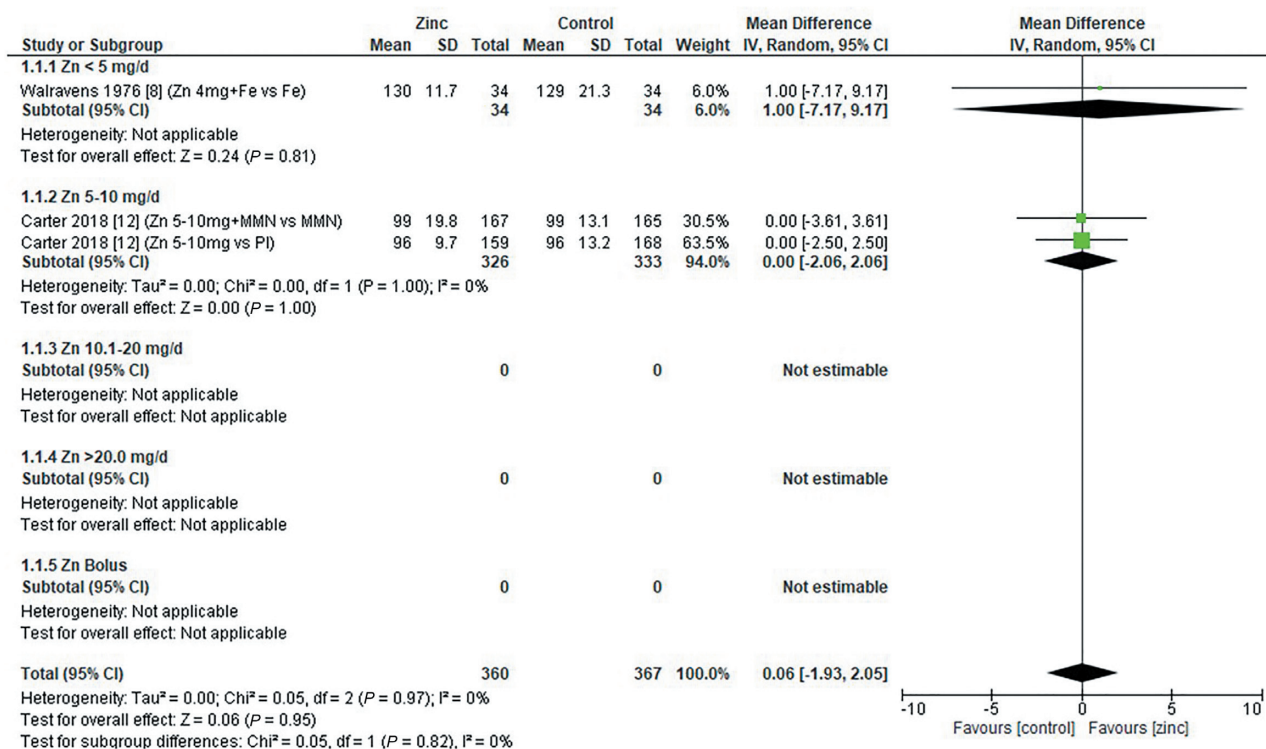 Zinc Control Mean Difference Mean Difference
Study or Subgroup Mean SD Total Mean SD Total Weight IV, Random, 95% CI IV, Random, 95% CI
1.1.1 Zn < 5 mg/d
Walravens 1976 [8] (Zn 4mg+Fe vs Fe) 130 11.7 34 129 21.3 34 6.0% 1.00 [-7.17, 9.17]
Subtotal (95% CI) 34 34 6.0% 1.00 [-7.17, 9.17]
Heterogeneity: Not applicable
Test for overall effect: Z = 0.24 (P = 0.81)
1.1.2 Zn 5-10 mg/d
Carter 2018 [12] (Zn 5-10mg+MMN vs MMN) 99 19.8 167 99 13.1 165 30.5% 0.00 [-3.61, 3.61]
Carter 2018 [12] (Zn 5-10mg vs Pl) 96 9.7 159 96 13.2 168 63.5% 0.00 [-2.50, 2.50]
Subtotal (95% CI) 326 333 94.0% 0.00 [-2.06, 2.06]
Heterogeneity: Tau² = 0.00; Chi² = 0.00, df = 1 (P = 1.00); I² = 0%
Test for overall effect: Z = 0.00 (P = 1.00)
1.1.3 Zn 10.1-20 mg/d
Subtotal (95% CI) 0 0 Not estimable
Heterogeneity: Not applicable
Test for overall effect: Not applicable
1.1.4 Zn >20.0 mg/d
Subtotal (95% CI) 0 0 Not estimable
Heterogeneity: Not applicable
Test for overall effect: Not applicable
1.1.5 Zn Bolus
Subtotal (95% CI) 0 0 Not estimable
Heterogeneity: Not applicable
Test for overall effect: Not applicable
Total (95% CI) 360 367 100.0% 0.06 [-1.93, 2.05]
Heterogeneity: Tau² = 0.00; Chi² = 0.05, df = 2 (P = 0.97); I² = 0%
Test for overall effect: Z = 0.06 (P = 0.95)
Test for subgroup differences: Chi² = 0.05, df = 1 (P = 0.82), I² = 0%
-10 -5 0 5 10
Favours [control] Favours [zinc]